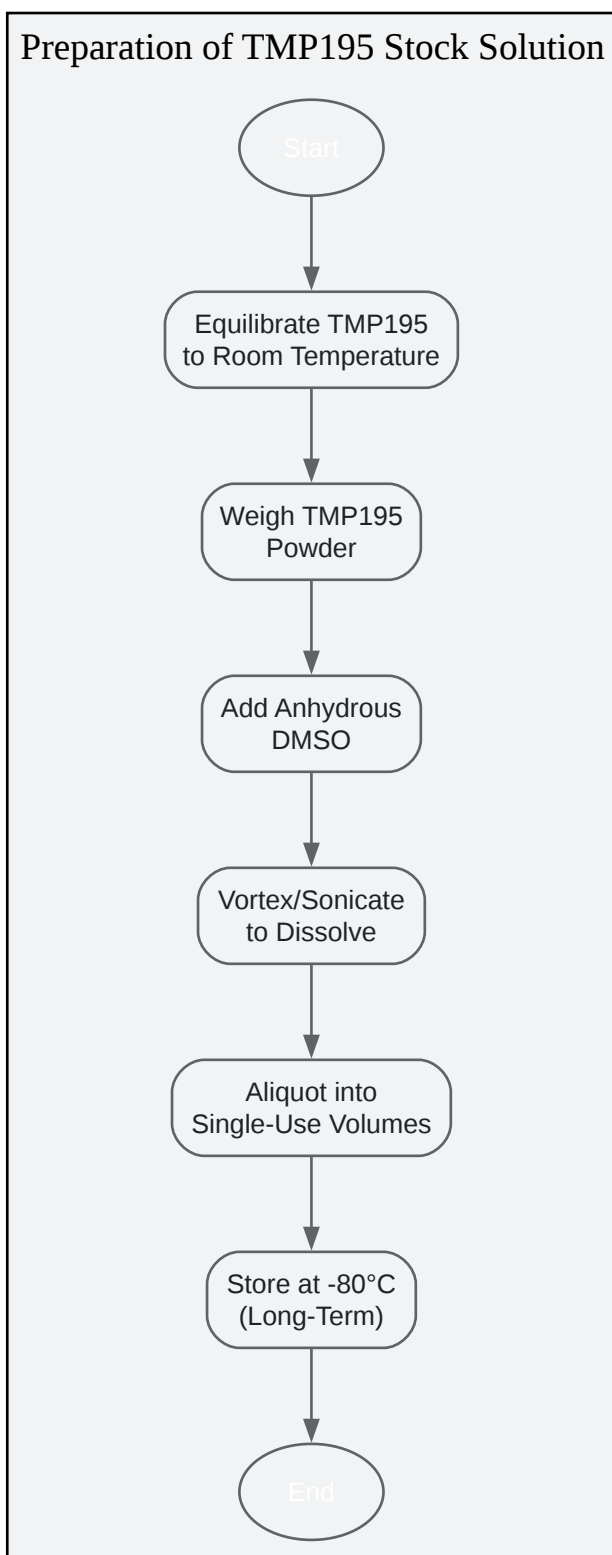 Preparation of TMP195 Stock Solution
Start
Equilibrate TMP195
to Room Temperature
Weigh TMP195
Powder
Add Anhydrous
DMSO
Vortex/Sonicate
to Dissolve
Aliquot into
Single-Use Volumes
Store at -80°C
(Long-Term)
End